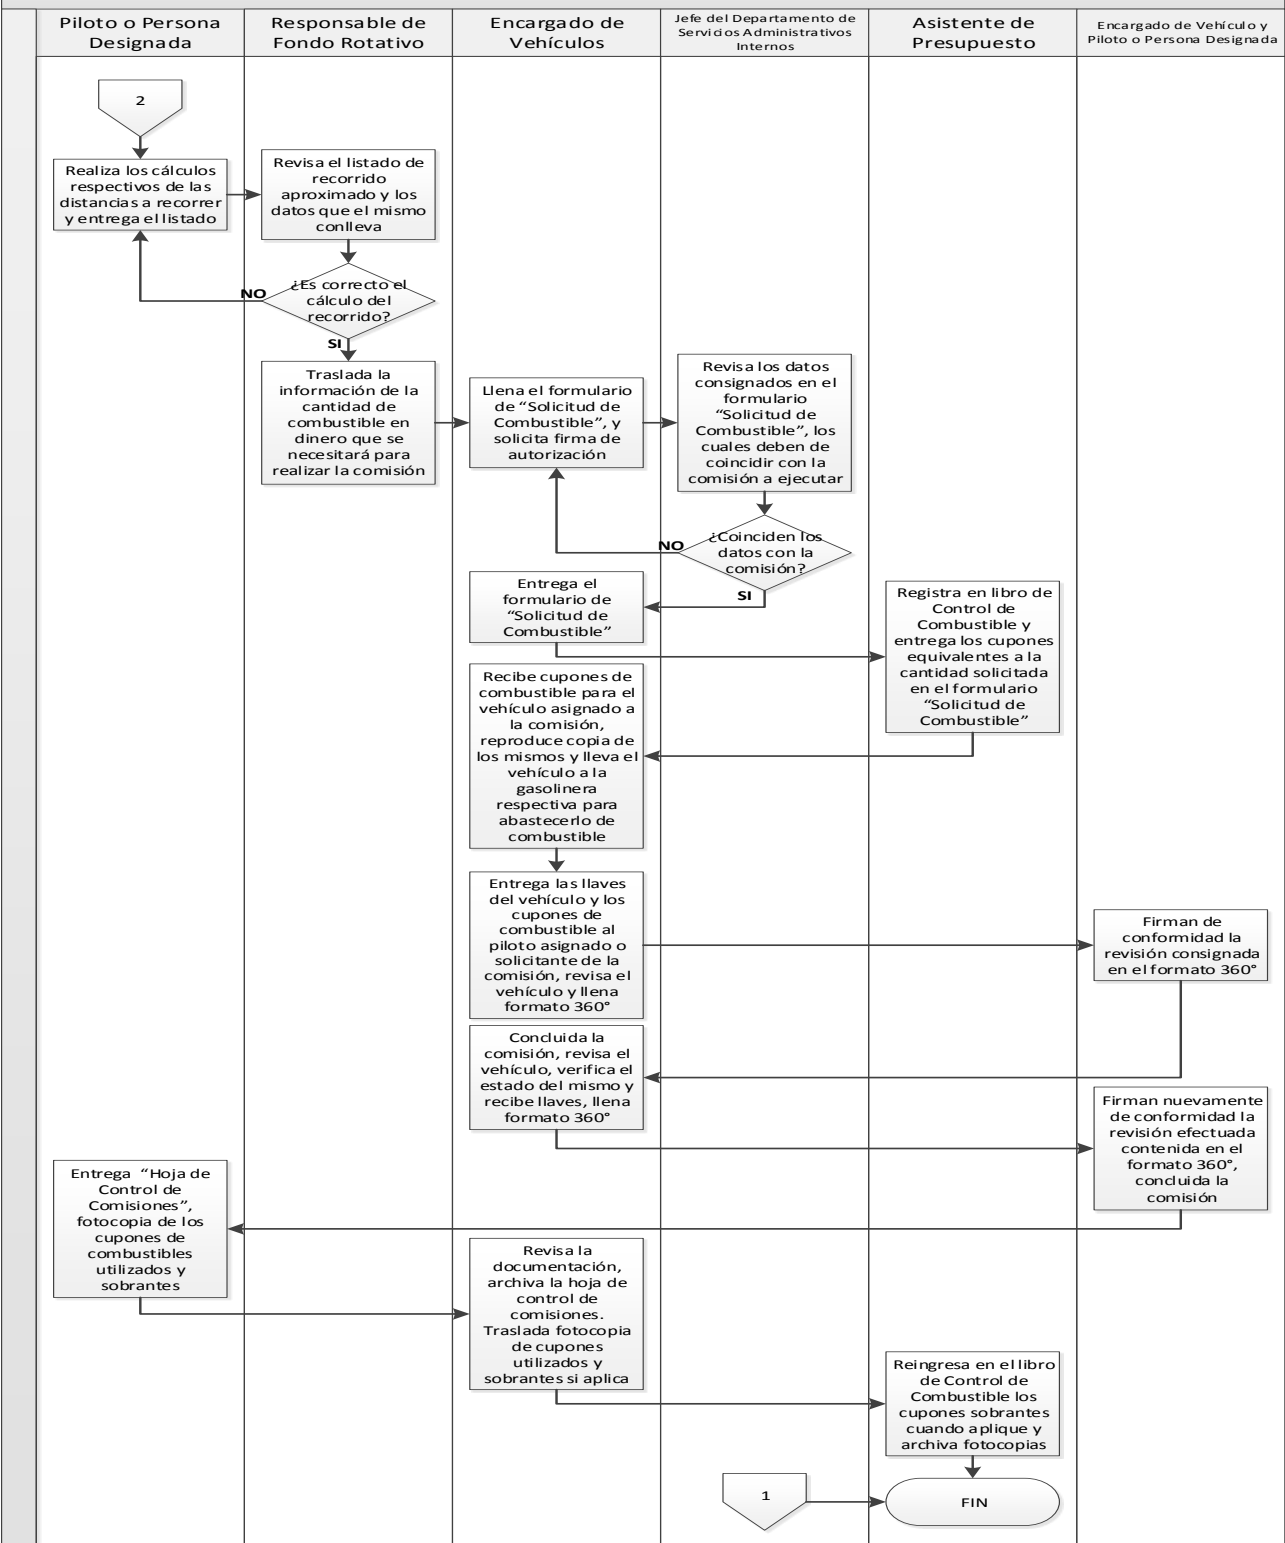 Piloto o Persona
Designada
Responsable de
Fondo Rotativo
Encargado de
Vehículos
Jefe del Departamento de
Servicios Administrativos
Internos
Asistente de
Presupuesto
Encargado de Vehículo y
Piloto o Persona Designada
2
Realiza los cálculos
respectivos de las
distancias a recorrer
y entrega el listado
Revisa el listado de
recorrido
aproximado y los
datos que el mismo
conlleva
¿Es correcto el
cálculo del
recorrido?
NO
SI
Traslada la
información de la
cantidad de
combustible en
dinero que se
necesitará para
realizar la comisión
Llena el formulario
de “Solicitud de
Combustible”, y
solicita firma de
autorización
Revisa los datos
consignados en el
formulario
“Solicitud de
Combustible”, los
cuales deben de
coincidir con la
comisión a ejecutar
¿Coinciden los
datos con la
comisión?
NO
SI
Entrega el
formulario de
“Solicitud de
Combustible”
Registra en libro de
Control de
Combustible y
entrega los cupones
equivalentes a la
cantidad solicitada
en el formulario
“Solicitud de
Combustible”
Recibe cupones de
combustible para el
vehículo asignado a
la comisión,
reproduce copia de
los mismos y lleva el
vehículo a la
gasolinera
respectiva para
abastecerlo de
combustible
Entrega las llaves
del vehículo y los
cupones de
combustible al
piloto asignado o
solicitante de la
comisión, revisa el
vehículo y llena
formato 360°
Firman de
conformidad la
revisión consignada
en el formato 360°
Concluida la
comisión, revisa el
vehículo, verifica el
estado del mismo y
recibe llaves, llena
formato 360°
Firman nuevamente
de conformidad la
revisión efectuada
contenida en el
formato 360°,
concluida la
comisión
Entrega “Hoja de
Control de
Comisiones”,
fotocopia de los
cupones de
combustibles
utilizados y
sobrantes
Revisa la
documentación,
archiva la hoja de
control de
comisiones.
Traslada fotocopia
de cupones
utilizados y
sobrantes si aplica
Reingresa en el libro
de Control de
Combustible los
cupones sobrantes
cuando aplique y
archiva fotocopias
1
FIN